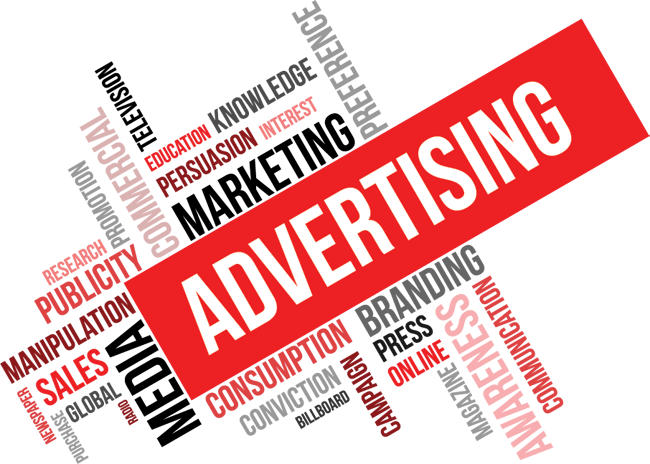 PREFERENCE
TELEVISION
KNOWLEDGE
EDUCATION
INTEREST
PERSUASION
COMMERCIAL
MARKETING
PROMOTION
ADVERTISING
RESEARCH
PUBLICITY
MANIPULATION
MEDIA
SALES
GLOBAL
RADIO
NEWSPAPER
PURCHASE
BRANDING
CONSUMPTION
PRESS
COMMUNICATION
AWARENESS
ONLINE
CONVICTION
CAMPAIGN
MAGAZINE
BILLBOARD